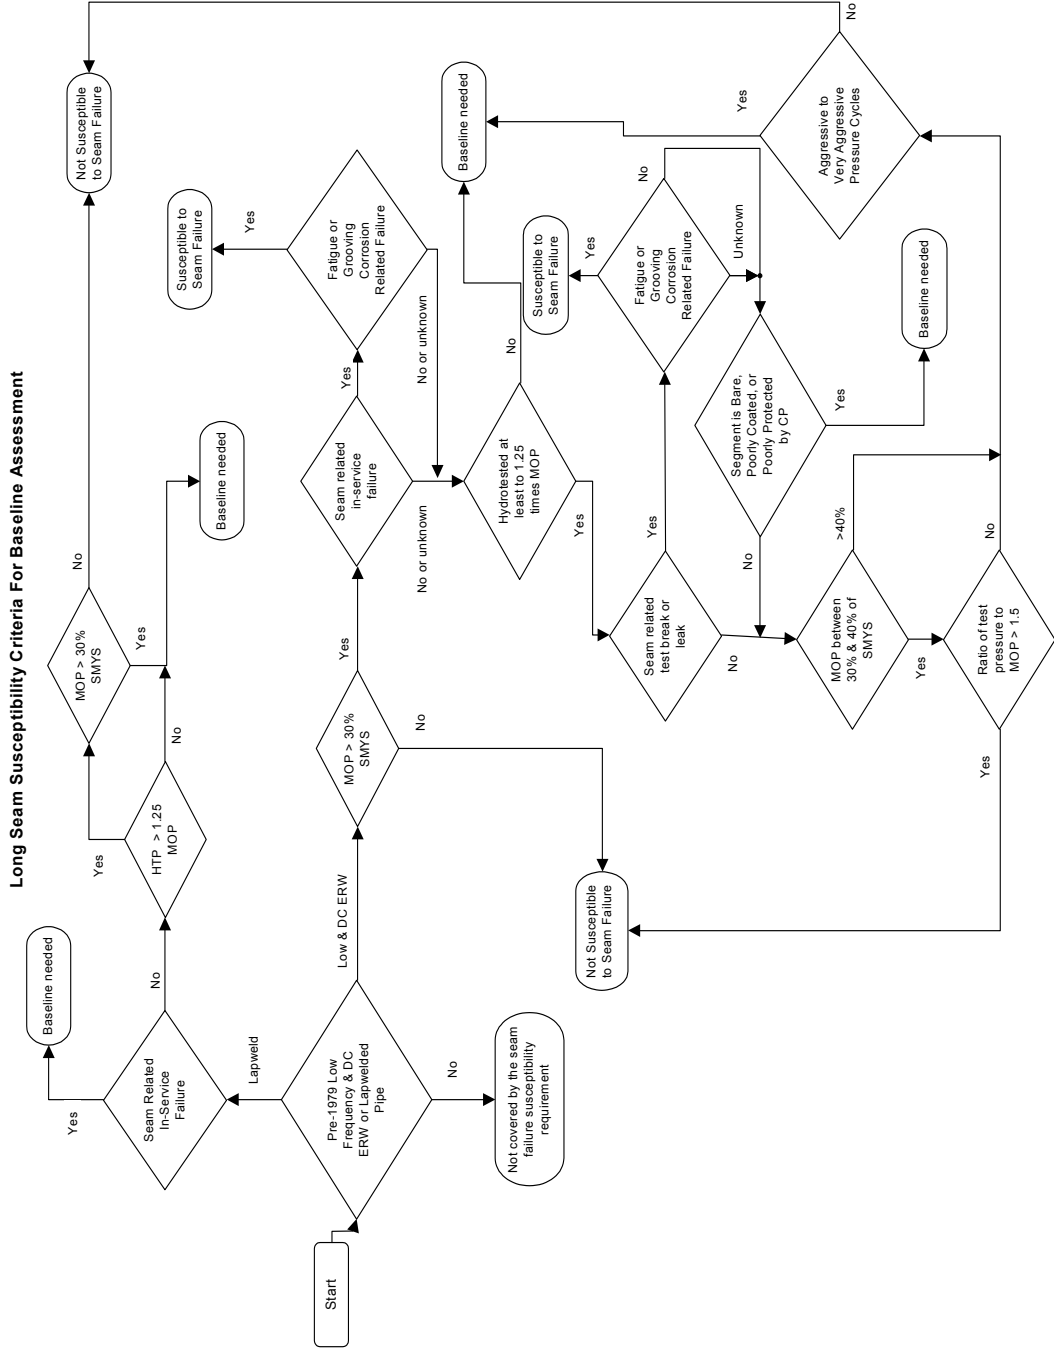 Long Seam Susceptibility Criteria For Baseline Assessment
Start
Pre-1979 Low
Frequency & DC
ERW or Lapwelded
Pipe
Lapweld
Seam Related
In-Service
Failure
Yes
Baseline needed
No
HTP > 1.25
MOP
Yes
No
MOP > 30%
SMYS
Yes
Baseline needed
No
Not Susceptible
to Seam Failure
Low & DC ERW
MOP > 30%
SMYS
Yes
No
Seam related
in-service
failure
Yes
No or unknown
Fatigue or
Grooving
Corrosion
Related Failure
Yes
Susceptible to
Seam Failure
No or unknown
Hydrotested at
least to 1.25
times MOP
No
Baseline needed
Yes
Seam related
test break or
leak
Yes
No
Fatigue or
Grooving
Corrosion
Related Failure
Yes
Susceptible to
Seam Failure
No
Unknown
Segment is Bare,
Poorly Coated, or
Poorly Protected
by CP
No
Yes
Baseline needed
MOP between
30% & 40% of
SMYS
>40%
Yes
Ratio of test
pressure to
MOP > 1.5
Yes
No
Aggressive to
Very Aggressive
Pressure Cycles
Yes
No
Not Susceptible
to Seam Failure
No
Not covered by the seam
failure susceptibility
requirement